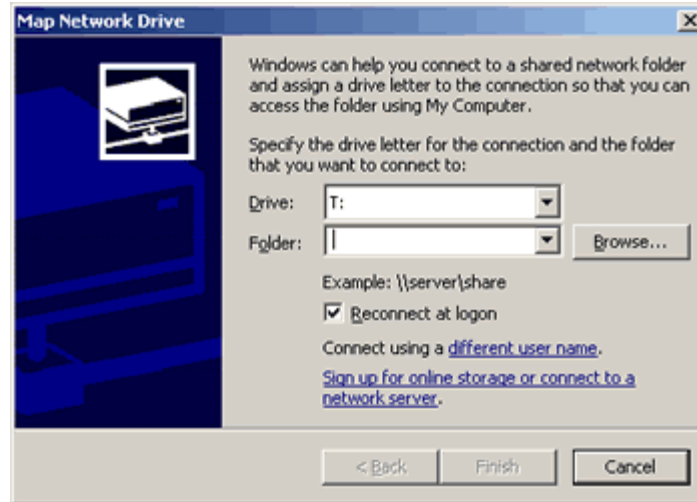 Map Network Drive
Windows can help you connect to a shared network folder
and assign a drive letter to the connection so that you can
access the folder using My Computer.
Specify the drive letter for the connection and the folder
that you want to connect to:
Drive: T:
Folder: Browse...
Example: \\server\share
Reconnect at logon
Connect using a different user name.
Sign up for online storage or connect to a
network server.
< Back Finish Cancel